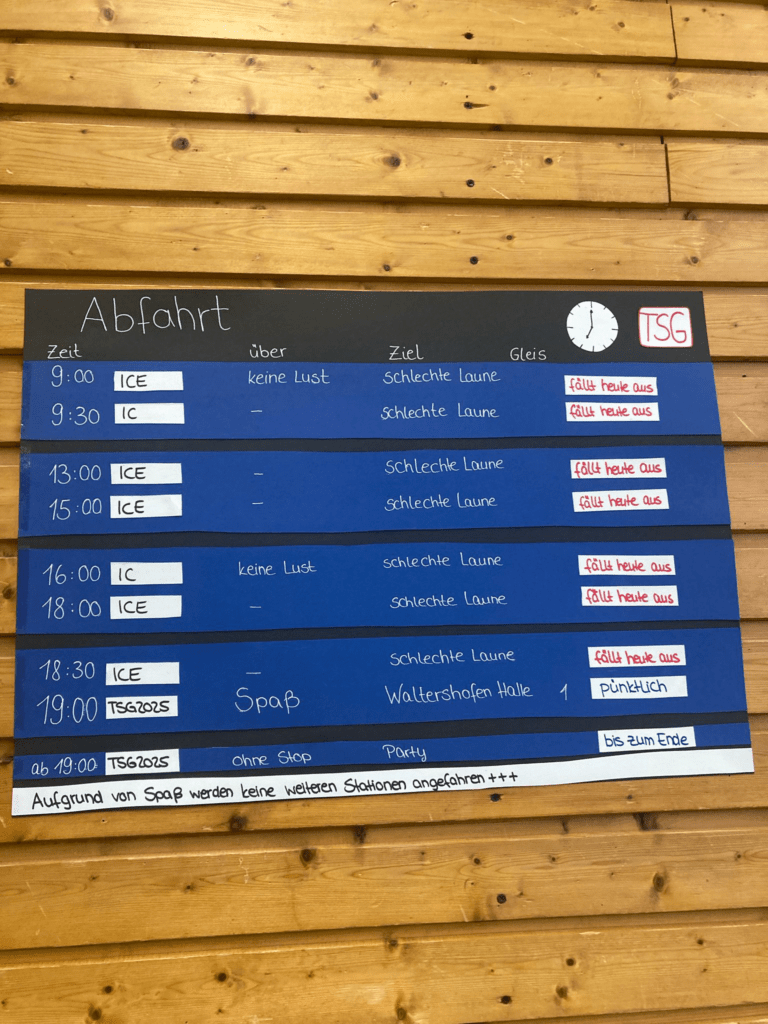 Abfahrt
TSG
Zeit über Ziel Gleis
9:00 ICE keine Lust schlechte Laune fällt heute aus
9:30 IC – schlechte Laune fällt heute aus
13:00 ICE – schlechte Laune fällt heute aus
15:00 ICE – schlechte Laune fällt heute aus
16:00 IC keine Lust schlechte Laune fällt heute aus
18:00 ICE – schlechte Laune fällt heute aus
18:30 ICE – schlechte Laune fällt heute aus
19:00 TSG2025 Spaß Waltershofen Halle 1 pünktlich
ab 19:00 TSG2025 ohne Stop Party bis zum Ende
Aufgrund von Spaß werden keine weiteren Stationen angefahren +++